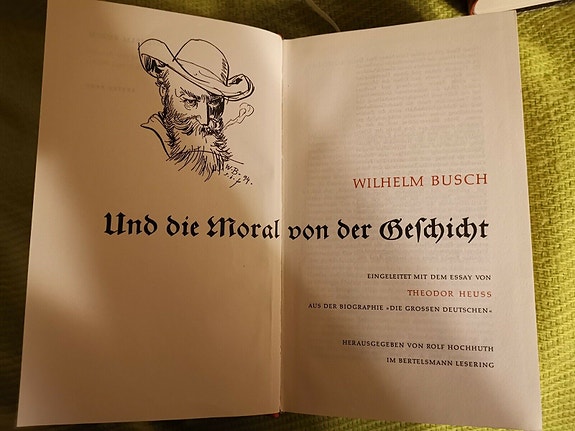 W.B. 94.
WILHELM BUSCH
Und die Moral von der Geſchicht
EINGELEITET MIT DEM ESSAY VON
THEODOR HEUSS
AUS DER BIOGRAPHIE »DIE GROSSEN DEUTSCHEN«
HERAUSGEGEBEN VON ROLF HOCHHUTH
IM BERTELSMANN LESERING